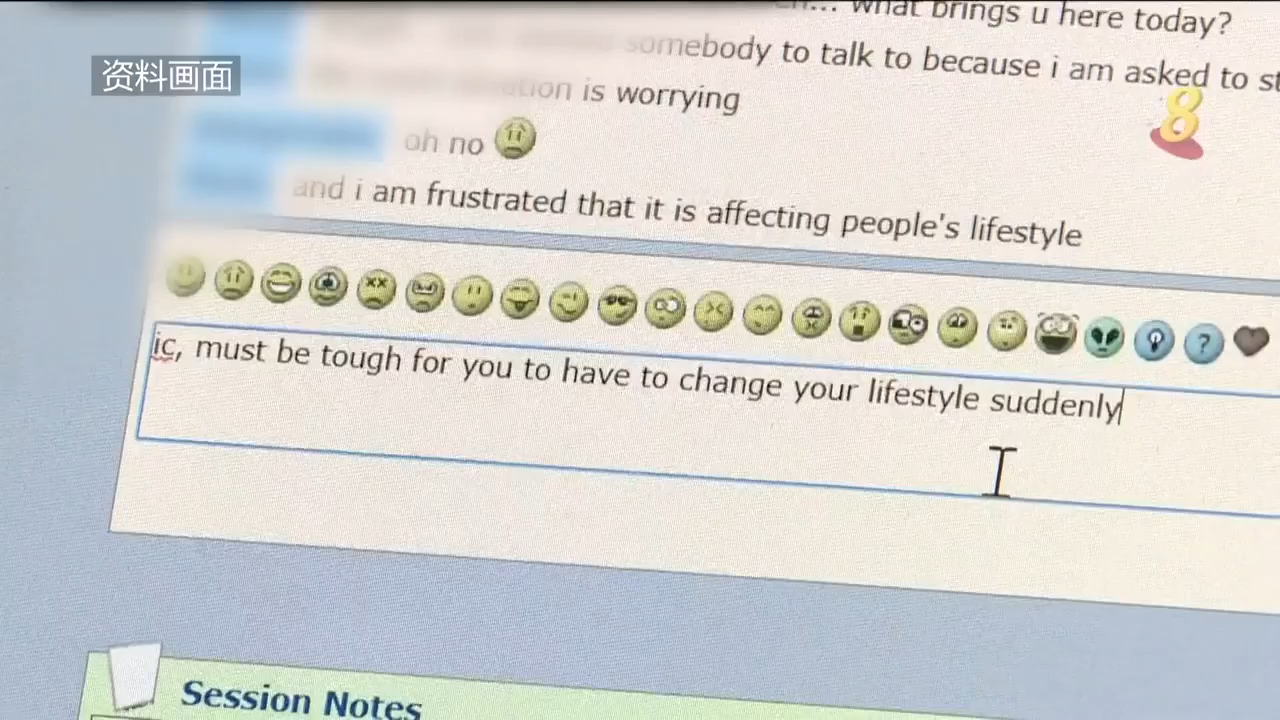 what brings u here today?
资料画面
somebody to talk to because i am asked to
is worrying
8
oh no
and i am frustrated that it is affecting people's lifestyle
ic, must be tough for you to have to change your lifestyle suddenly
Session Notes